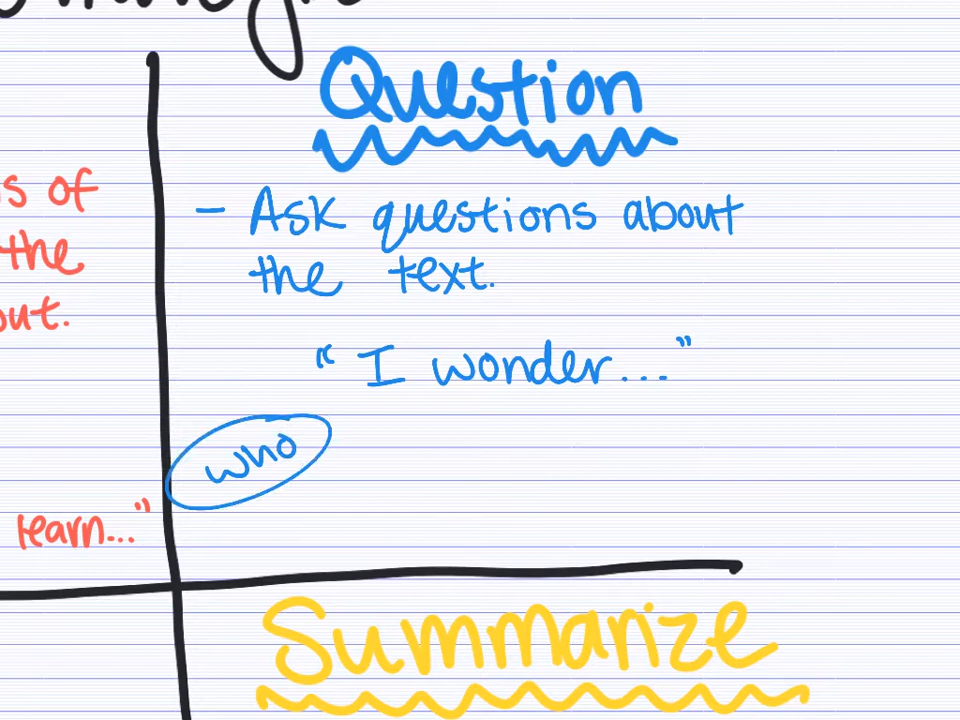 Question
- Ask questions about
the text.
"I wonder..."
who
s of
the
out.
learn..."
Summarize